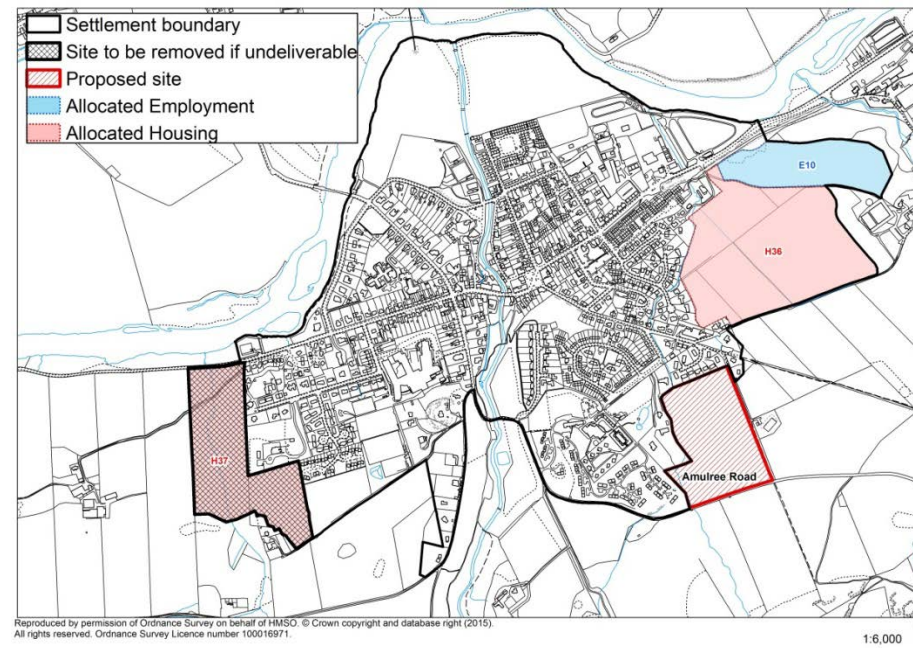 Settlement boundary
Site to be removed if undeliverable
Proposed site
Allocated Employment
Allocated Housing
E10
H36
H37
Amulree Road
Reproduced by permission of Ordnance Survey on behalf of HMSO. © Crown copyright and database right (2015).
All rights reserved. Ordnance Survey Licence number 100016971.
1:6,000